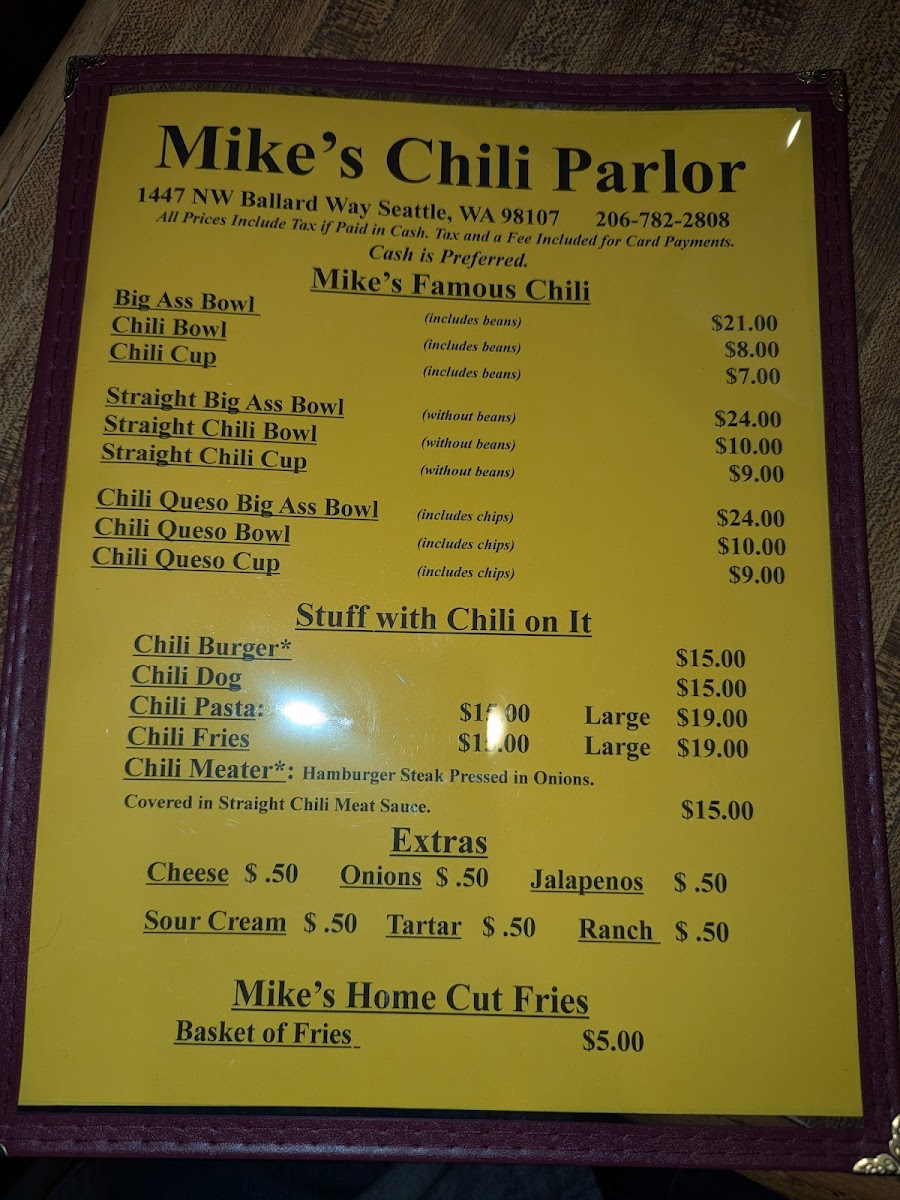 Mike's Chili Parlor
1447 NW Ballard Way Seattle, WA 98107 206-782-2808
All Prices Include Tax if Paid in Cash. Tax and a Fee Included for Card Payments.
Cash is Preferred.
Mike's Famous Chili
Big Ass Bowl (includes beans) $21.00
Chili Bowl (includes beans) $8.00
Chili Cup (includes beans) $7.00
Straight Big Ass Bowl (without beans) $24.00
Straight Chili Bowl (without beans) $10.00
Straight Chili Cup (without beans) $9.00
Chili Queso Big Ass Bowl (includes chips) $24.00
Chili Queso Bowl (includes chips) $10.00
Chili Queso Cup (includes chips) $9.00
Stuff with Chili on It
Chili Burger* $15.00
Chili Dog $15.00
Chili Pasta: Large $19.00
Chili Fries Large $19.00
Chili Meater*: Hamburger Steak Pressed in Onions.
Covered in Straight Chili Meat Sauce. $15.00
Extras
Cheese $ .50 Onions $ .50 Jalapenos $ .50
Sour Cream $ .50 Tartar $ .50 Ranch $ .50
Mike's Home Cut Fries
Basket of Fries $5.00